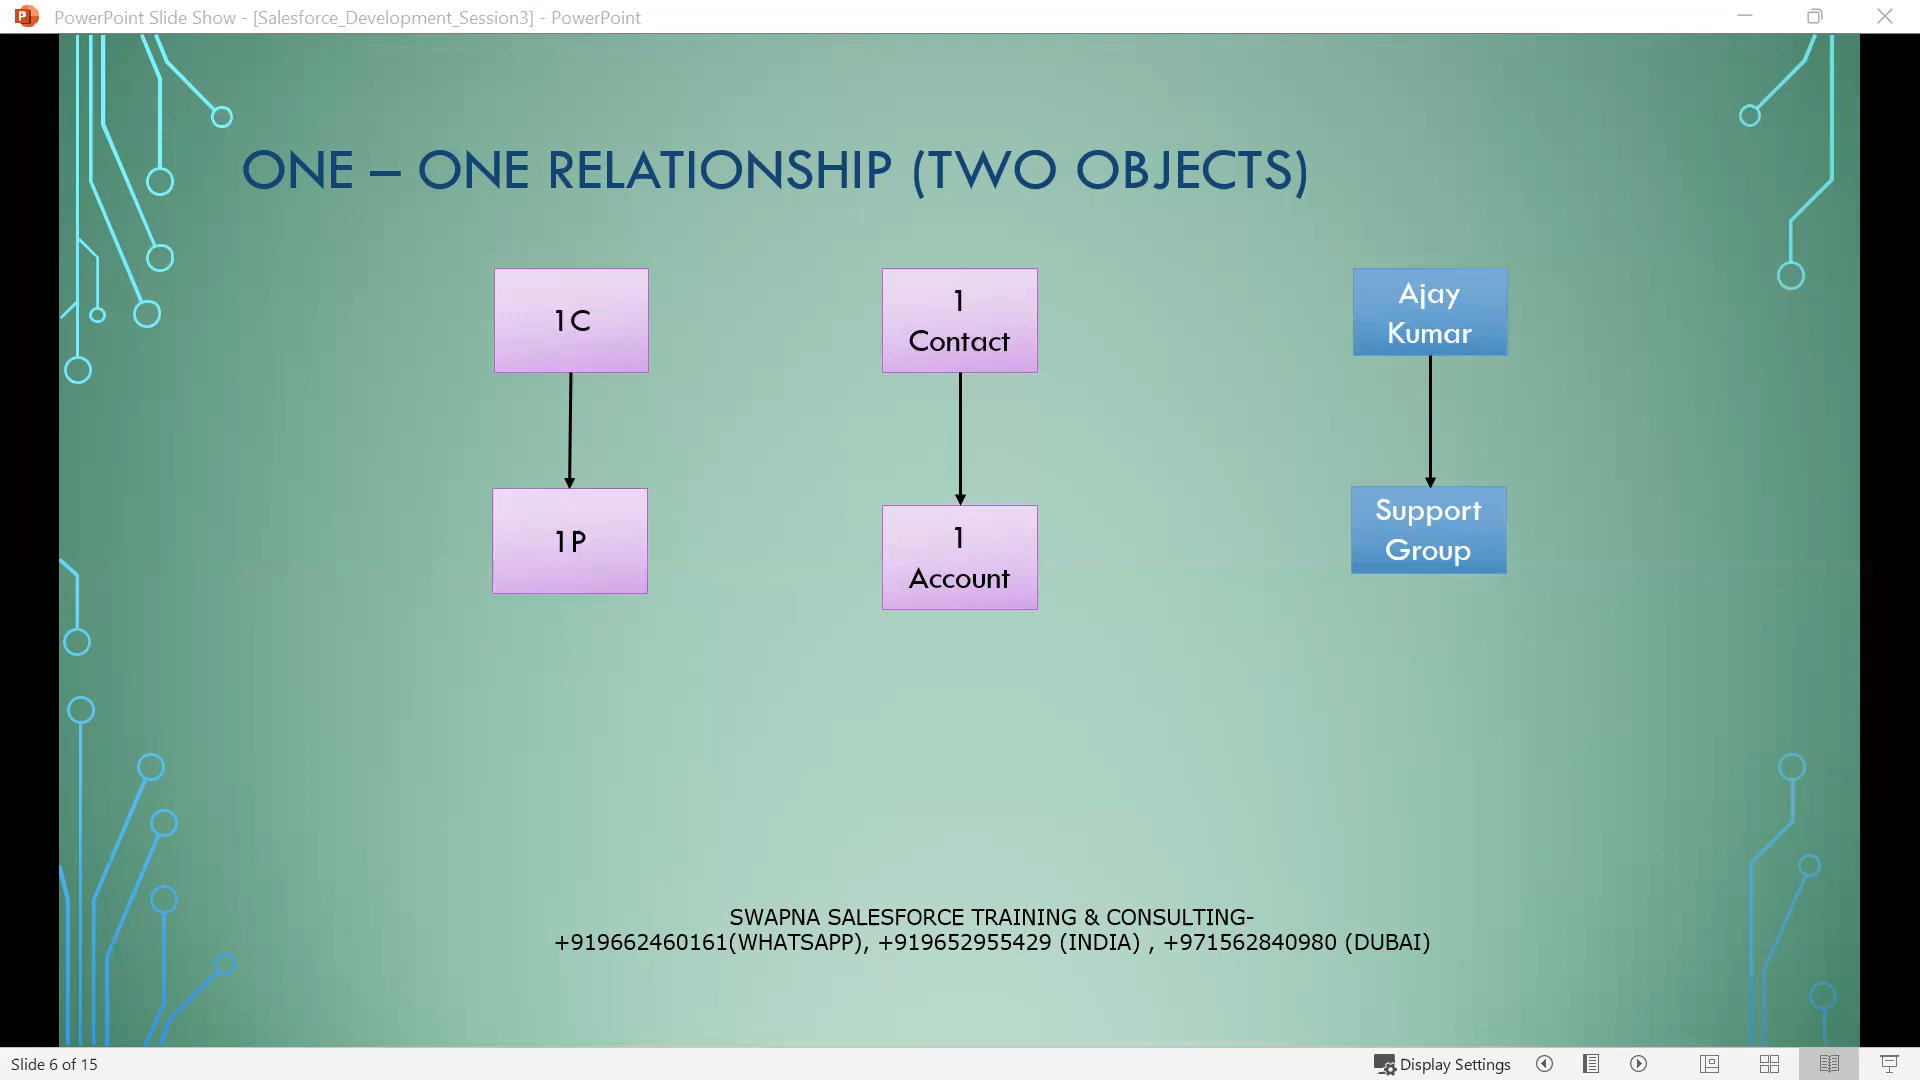 PowerPoint Slide Show - [Salesforce_Development_Session3] - PowerPoint
ONE – ONE RELATIONSHIP (TWO OBJECTS)
1C
1P
1
Contact
1
Account
Ajay
Kumar
Support
Group
SWAPNA SALESFORCE TRAINING & CONSULTING-
+919662460161(WHATSAPP), +919652955429 (INDIA) , +971562840980 (DUBAI)
Slide 6 of 15
Display Settings